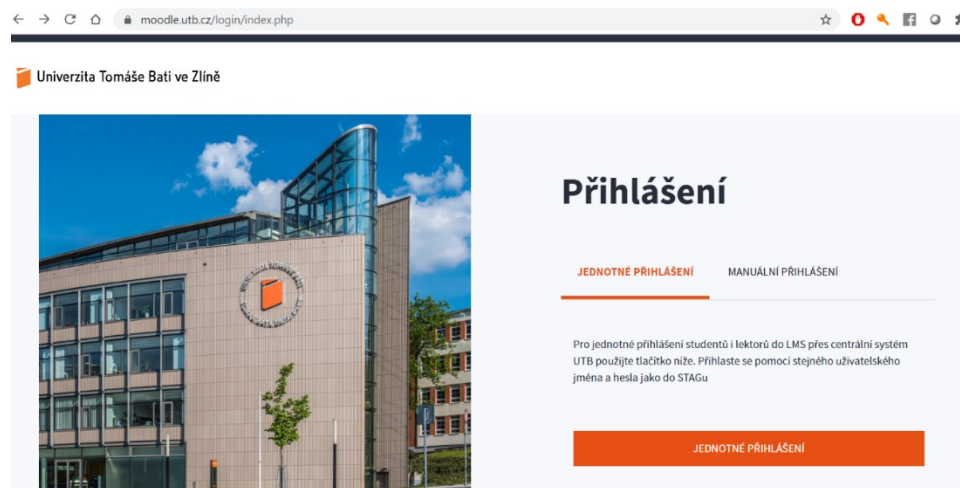 moodle.utb.cz/login/index.php
Univerzita Tomáše Bati ve Zlíně
Přihlášení
JEDNOTNÉ PŘIHLÁŠENÍ
MANUÁLNÍ PŘIHLÁŠENÍ
Pro jednotné přihlášení studentů i lektorů do LMS přes centrální systém
UTB použijte tlačítko níže. Přihlaste se pomocí stejného uživatelského
jména a hesla jako do STAGu
JEDNOTNÉ PŘIHLÁŠENÍ